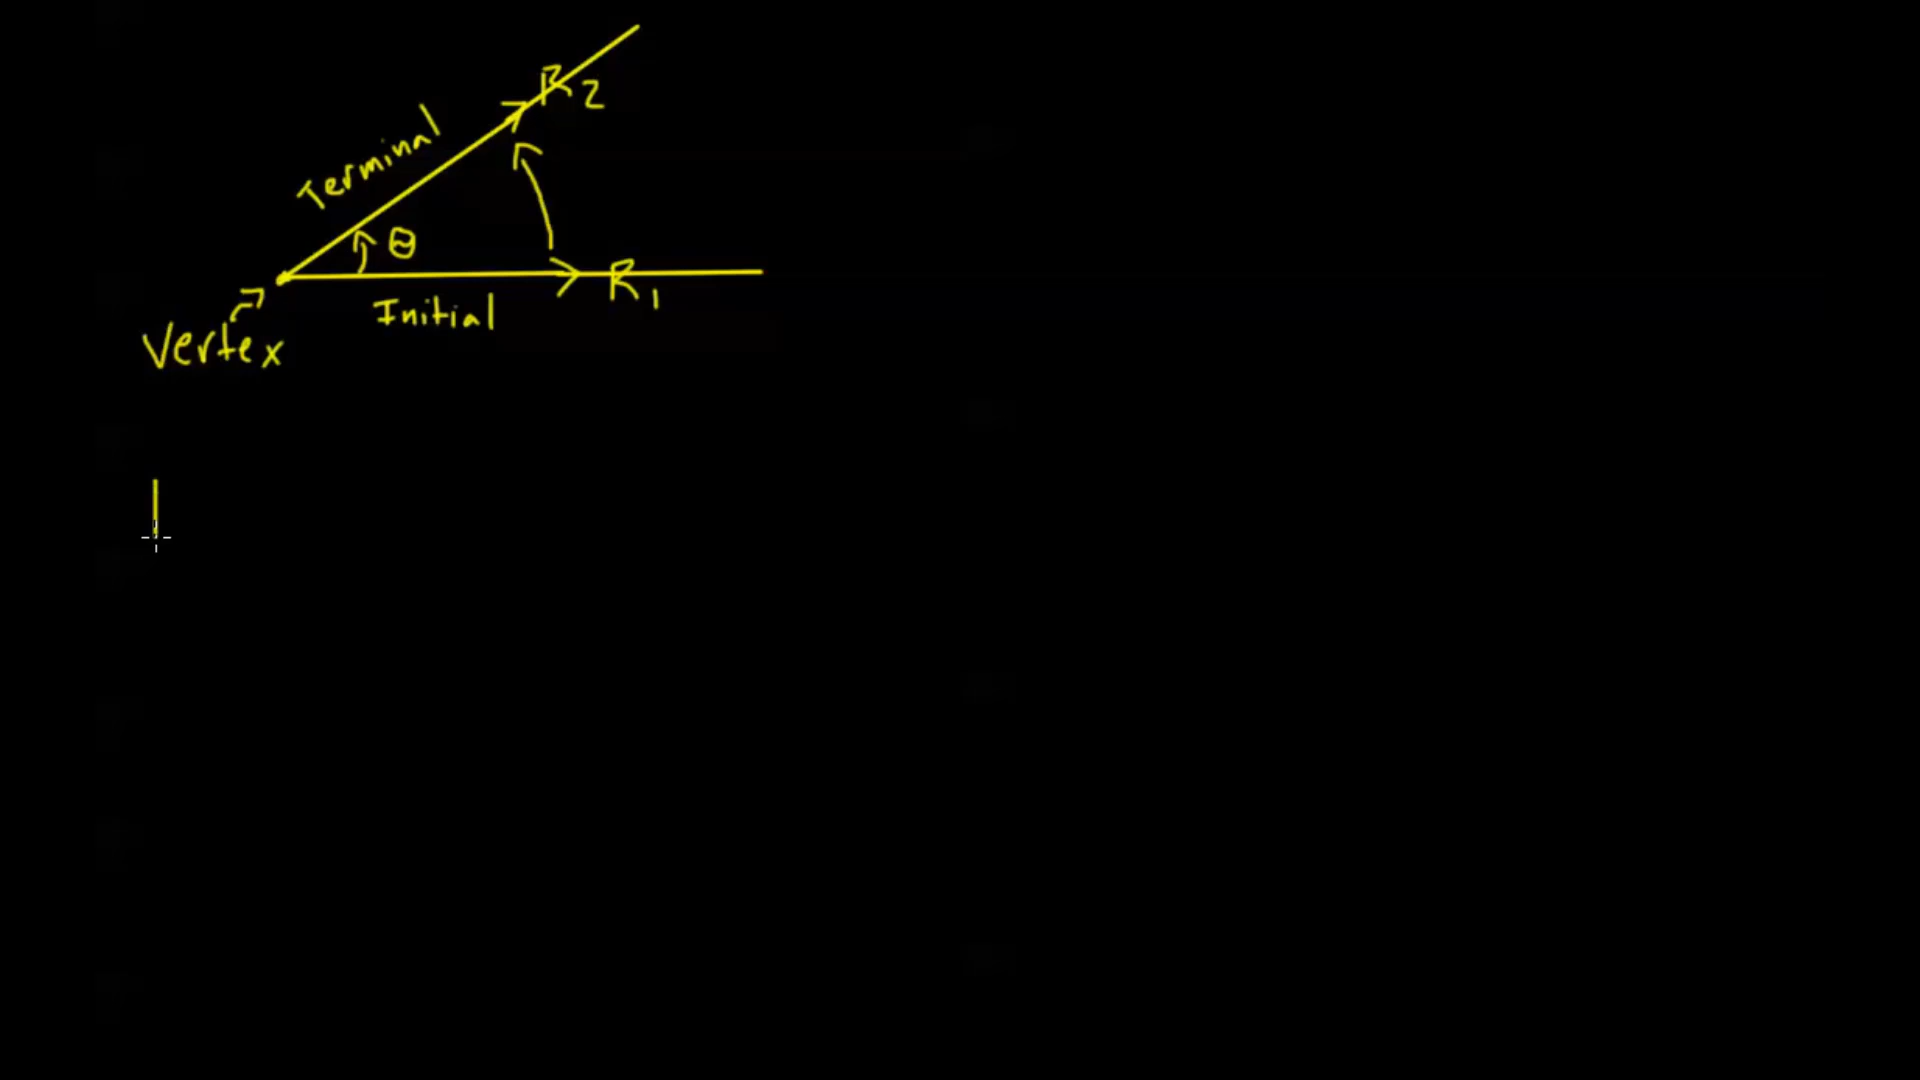 R2
Terminal
θ
R1
Initial
Vertex